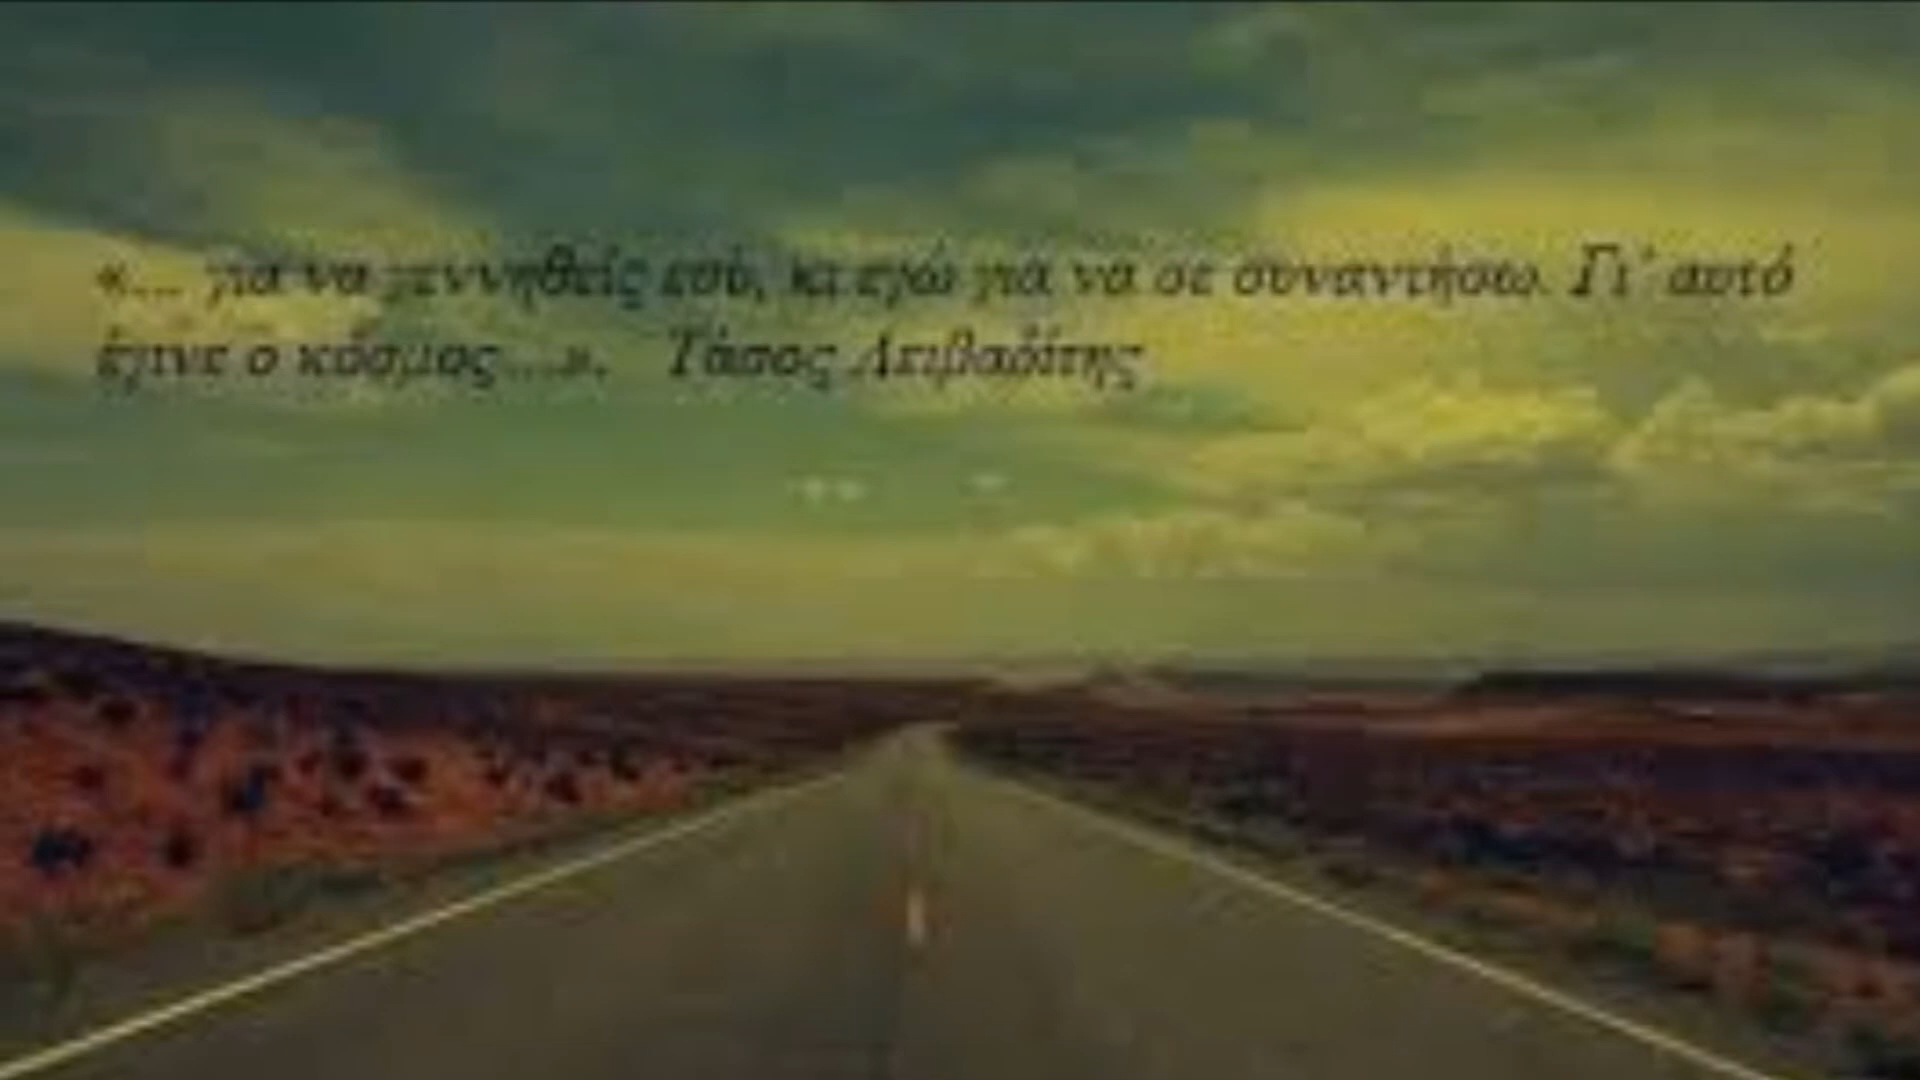 «... για να γεννηθείς εσύ, κι εγώ για να σε συναντήσω. Γι' αυτό
έγινε ο κόσμος...». Τάσος Λειβαδίτης